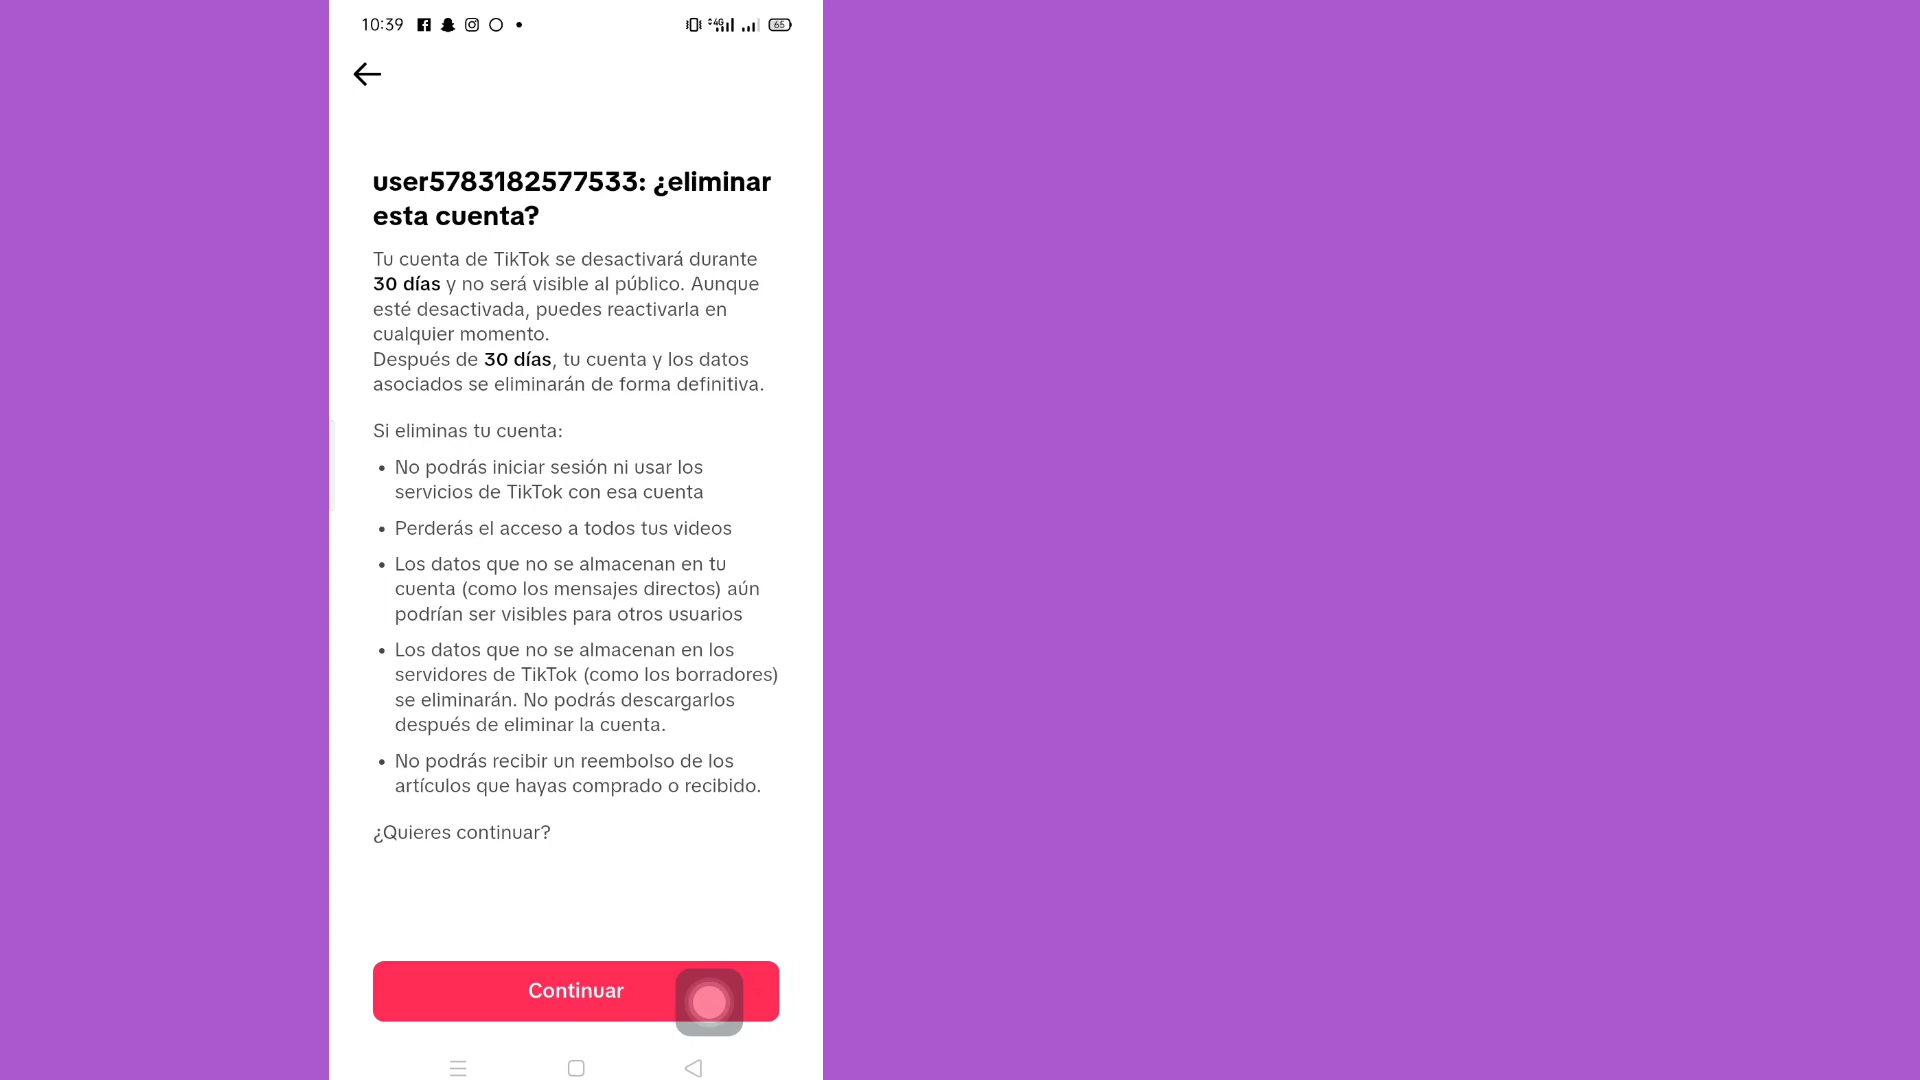 10:39
4G
65
user5783182577533: ¿eliminar
esta cuenta?
Tu cuenta de TikTok se desactivará durante
30 días y no será visible al público. Aunque
esté desactivada, puedes reactivarla en
cualquier momento.
Después de 30 días, tu cuenta y los datos
asociados se eliminarán de forma definitiva.
Si eliminas tu cuenta:
• No podrás iniciar sesión ni usar los
servicios de TikTok con esa cuenta
• Perderás el acceso a todos tus videos
• Los datos que no se almacenan en tu
cuenta (como los mensajes directos) aún
podrían ser visibles para otros usuarios
• Los datos que no se almacenan en los
servidores de TikTok (como los borradores)
se eliminarán. No podrás descargarlos
después de eliminar la cuenta.
• No podrás recibir un reembolso de los
artículos que hayas comprado o recibido.
¿Quieres continuar?
Continuar